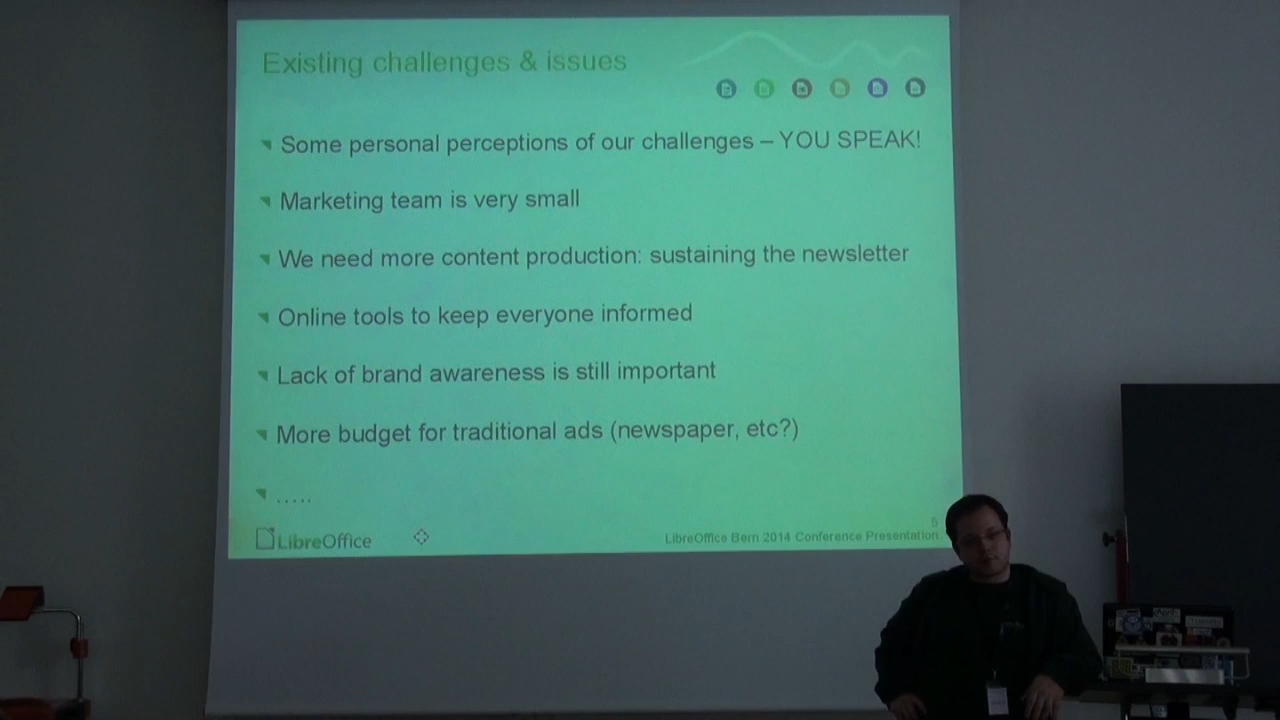 Existing challenges & issues
Some personal perceptions of our challenges – YOU SPEAK!
Marketing team is very small
We need more content production: sustaining the newsletter
Online tools to keep everyone informed
Lack of brand awareness is still important
More budget for traditional ads (newspaper, etc?)
.....
5
LibreOffice
LibreOffice Bern 2014 Conference Presentation